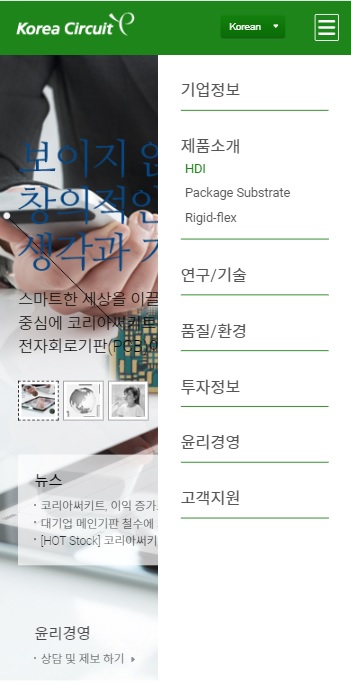 Korea Circuit
Korean
기업정보
제품소개
HDI
Package Substrate
Rigid-flex
연구/기술
품질/환경
투자정보
윤리경영
고객지원
보이지
창의적인
생각과
스마트한 세상을 이끌
중심에 코리아써키트
전자회로기판(PCB)
뉴스
· 코리아써키트, 이익 증가
· 대기업 메인기판 철수에
· [HOT Stock] 코리아써키
윤리경영
· 상담 및 제보 하기